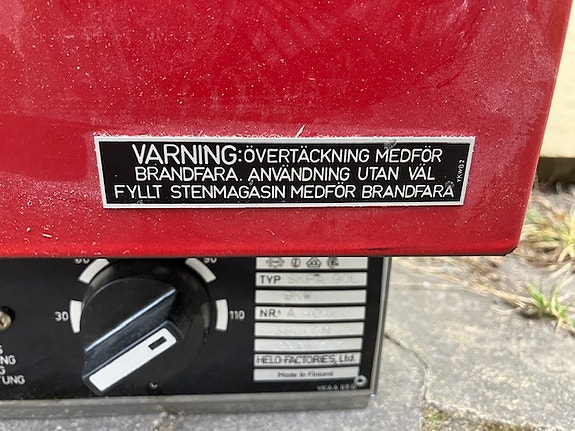 VARNING: ÖVERTÄCKNING MEDFÖR
BRANDFARA. ANVÄNDNING UTAN VÄL
FYLLT STENMAGASIN MEDFÖR BRANDFARA
YKW02
90
30
110
TYP
NR:
HELO-FACTORIES, Ltd.
Made in Finland